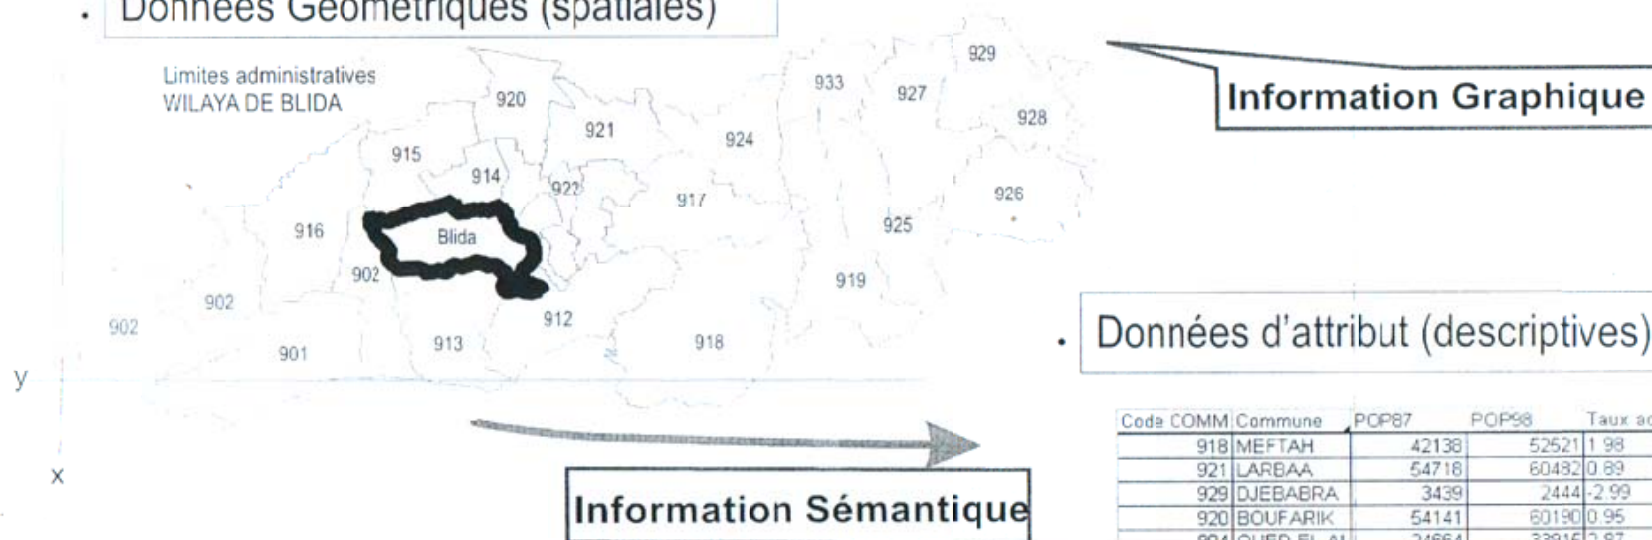 . Données Géométriques (spatiales)
Limites administratives
WILAYA DE BLIDA
929
933
927
920
928
921
924
915
914
922
926
917
916
925
Blida
902
919
902
912
902
913
918
901
y
x
Information Graphique
. Données d'attribut (descriptives)
Information Sémantique
Code COMM Commune POP87 POP98 Taux ac
918 MEFTAH 42138 52521 1.98
921 LARBAA 54718 60482 0.89
929 DJEBABRA 3439 2444 -2.99
920 BOUFARIK 54141 60190 0.95